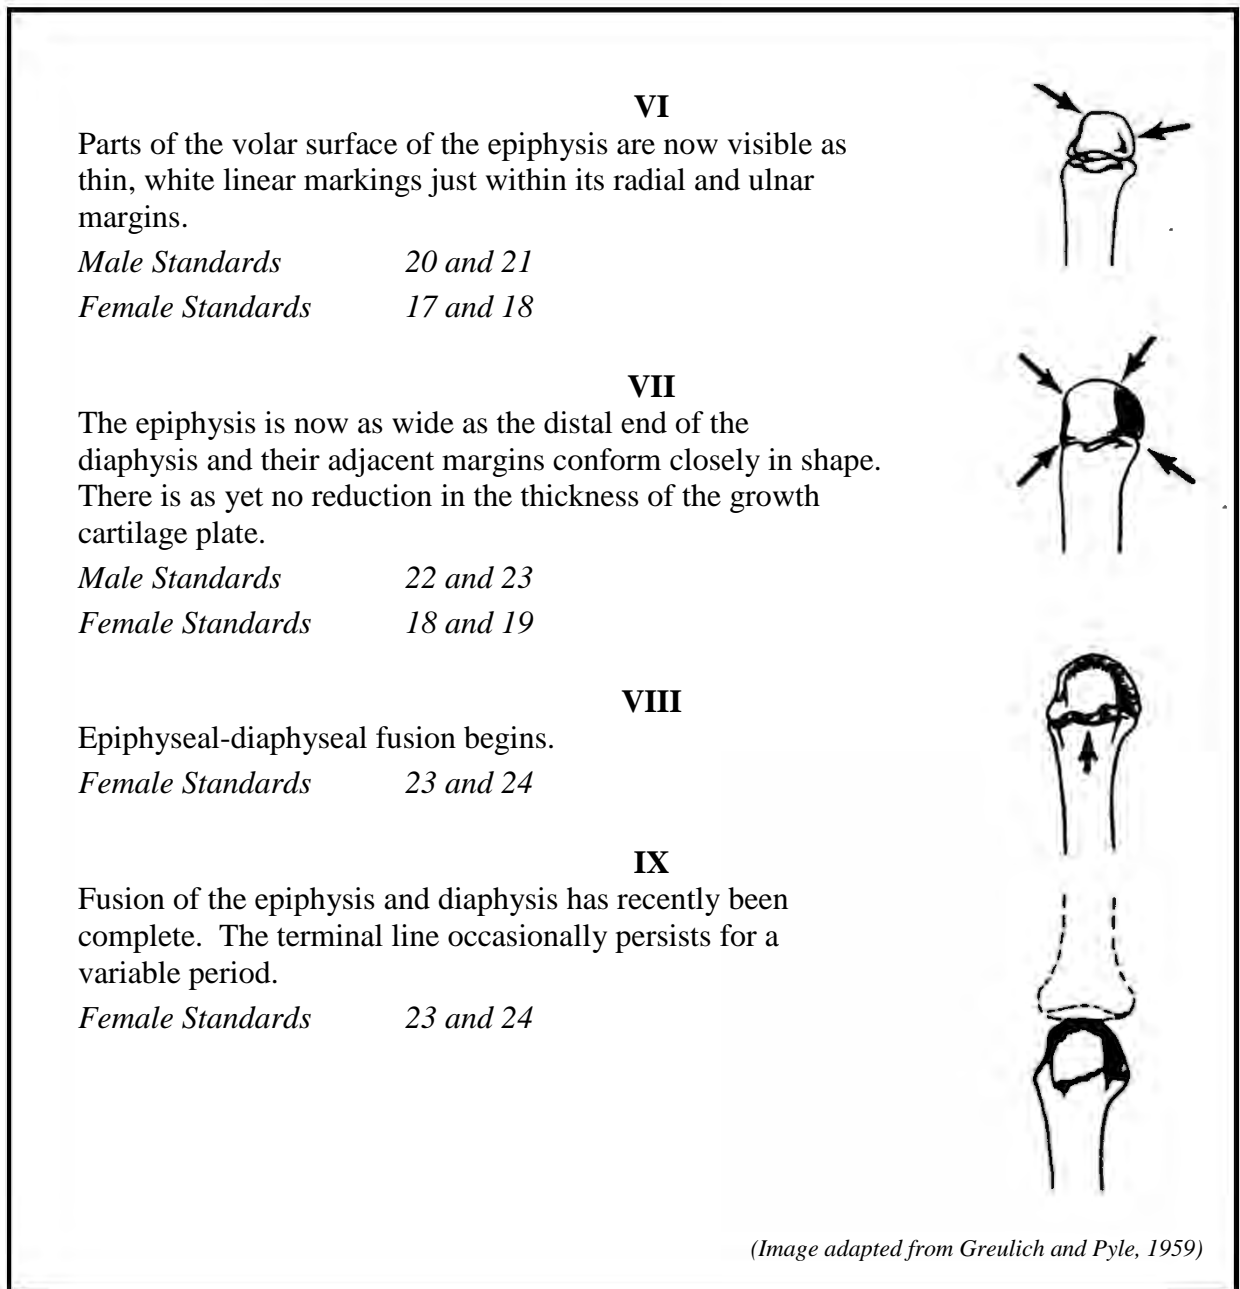 VI
Parts of the volar surface of the epiphysis are now visible as
thin, white linear markings just within its radial and ulnar
margins.
Male Standards 20 and 21
Female Standards 17 and 18
VII
The epiphysis is now as wide as the distal end of the
diaphysis and their adjacent margins conform closely in shape.
There is as yet no reduction in the thickness of the growth
cartilage plate.
Male Standards 22 and 23
Female Standards 18 and 19
VIII
Epiphyseal-diaphyseal fusion begins.
Female Standards 23 and 24
IX
Fusion of the epiphysis and diaphysis has recently been
complete. The terminal line occasionally persists for a
variable period.
Female Standards 23 and 24
(Image adapted from Greulich and Pyle, 1959)